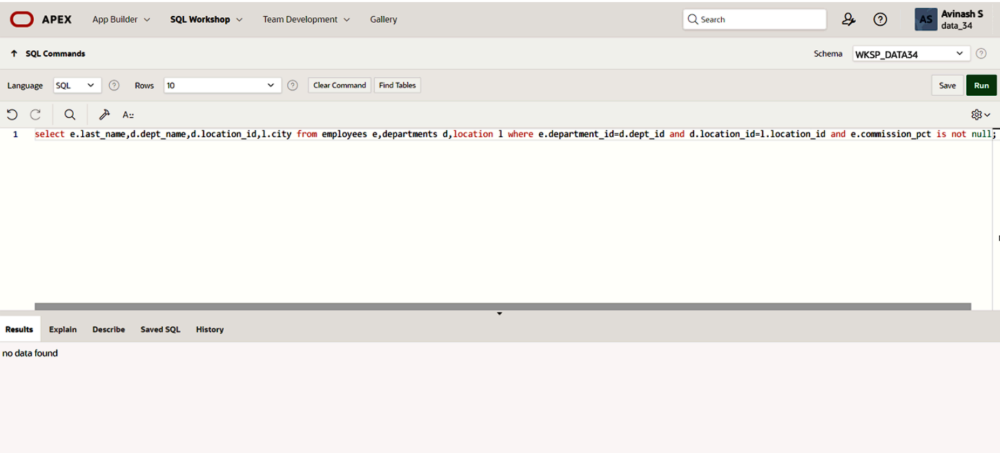 APEX App Builder SQL Workshop Team Development Gallery Search AS Avinash S
data_34
SQL Commands Schema WKSP_DATA34
Language SQL Rows 10 Clear Command Find Tables Save Run
A::
1 select e.last_name,d.dept_name,d.location_id,l.city from employees e,departments d,location l where e.department_id=d.dept_id and d.location_id=l.location_id and e.commission_pct is not null;
Results Explain Describe Saved SQL History
no data found